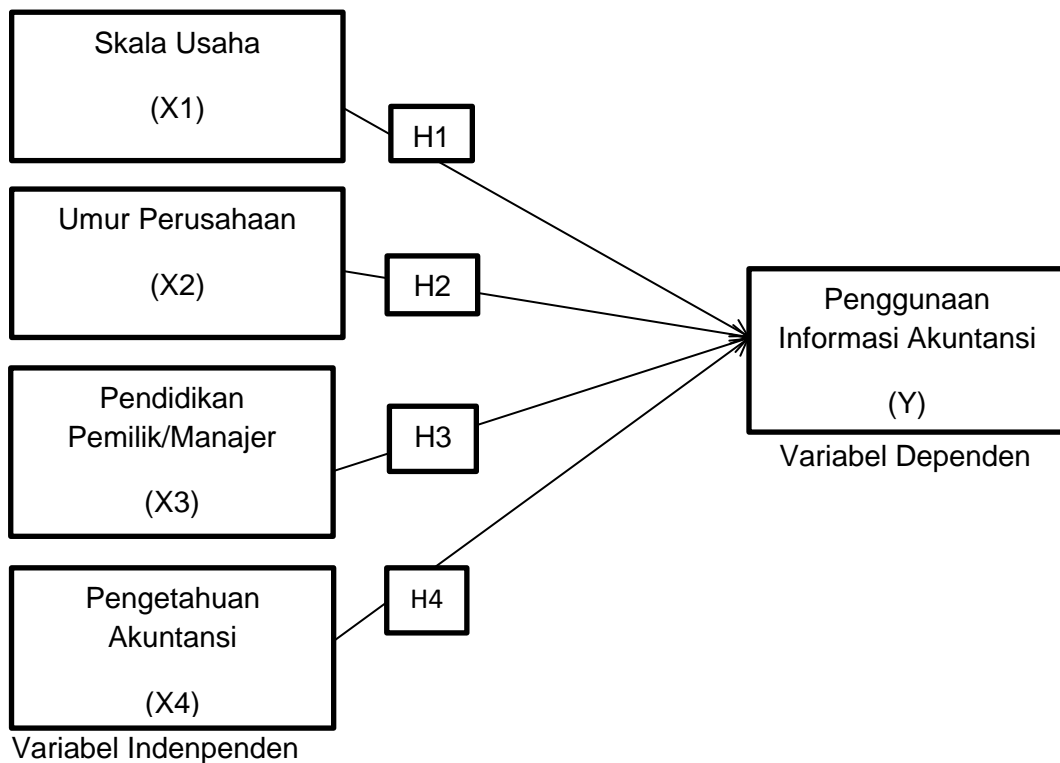 Skala Usaha
(X1)
H1
Umur Perusahaan
(X2)
H2
Pendidikan
Pemilik/Manajer
(X3)
H3
Pengetahuan
Akuntansi
(X4)
H4
Variabel Indenpenden
Penggunaan
Informasi Akuntansi
(Y)
Variabel Dependen